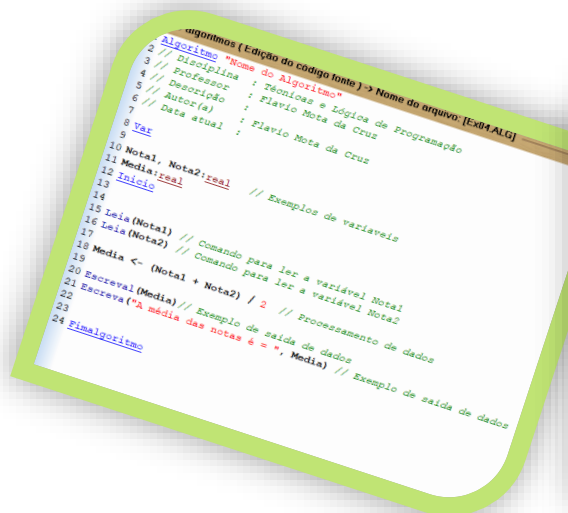 algoritmos ( Edição do código fonte ) -> Nome do arquivo: [Ex04.ALG]
Algoritmo "Nome do Algoritmo"
2 // Disciplina : Técnicas e Lógica de Programação
3 // Professor : Flavio Mota da Cruz
4 // Descrição :
5 // Autor(a) : Flavio Mota da Cruz
6 // Data atual :
7
8 Var
9
10 Nota1, Nota2:real // Exemplos de variaveis
11 Media:real
12 Inicio
13
14
15 Leia(Nota1) // Comando para ler a variável Nota1
16 Leia(Nota2) // Comando para ler a variável Nota2
17
18 Media <- (Nota1 + Nota2) / 2 // Processamento de dados
19
20 Escreval(Media)// Exemplo de saida de dados
21 Escreva("A média das notas é = ", Media) // Exemplo de saida de dados
22
23
24 Fimalgoritmo